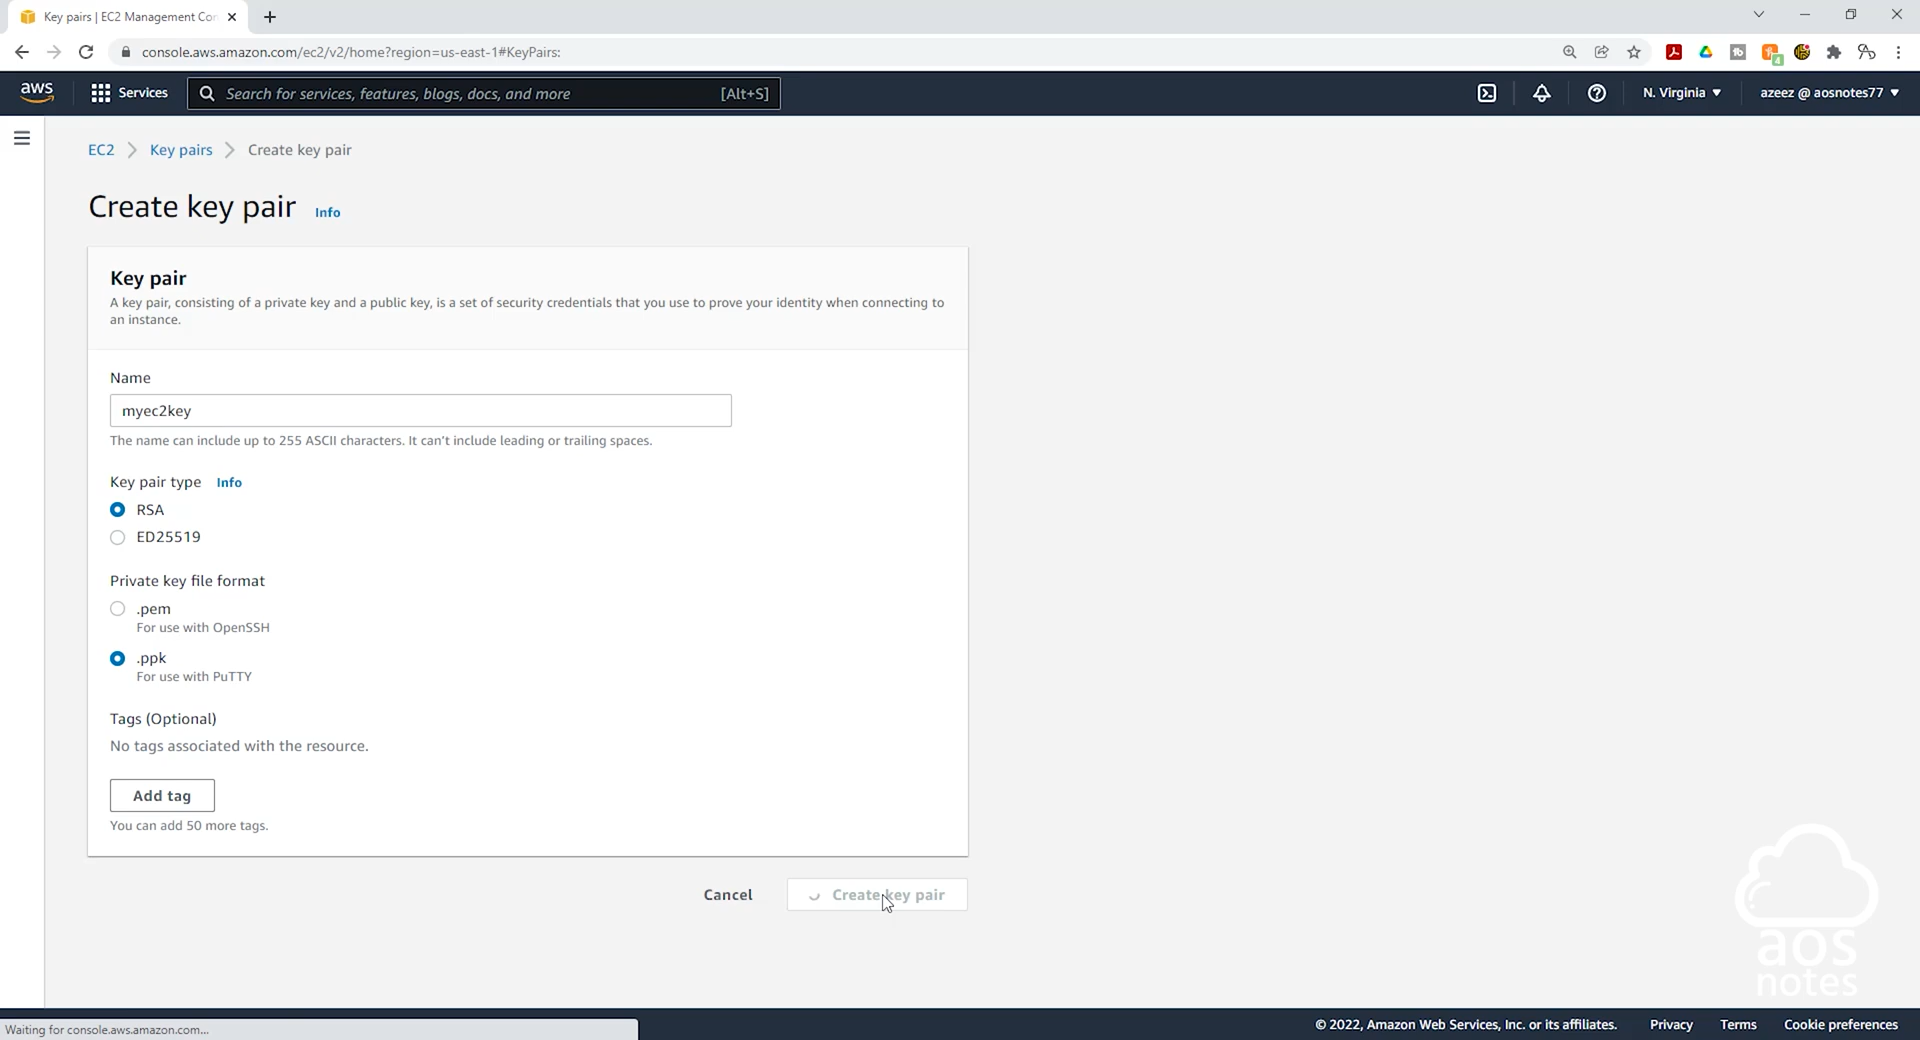 Key pairs | EC2 Management Con
console.aws.amazon.com/ec2/v2/home?region=us-east-1#KeyPairs:
4
aws
Services
Search for services, features, blogs, docs, and more [Alt+S]
N. Virginia
azeez @ aosnotes77
EC2 Key pairs Create key pair
Create key pair Info
Key pair
A key pair, consisting of a private key and a public key, is a set of security credentials that you use to prove your identity when connecting to
an instance.
Name
myec2key
The name can include up to 255 ASCII characters. It can't include leading or trailing spaces.
Key pair type Info
RSA
ED25519
Private key file format
.pem
For use with OpenSSH
.ppk
For use with PuTTY
Tags (Optional)
No tags associated with the resource.
Add tag
You can add 50 more tags.
Cancel Create key pair
aos
notes
Waiting for console.aws.amazon.com...
© 2022, Amazon Web Services, Inc. or its affiliates. Privacy Terms Cookie preferences